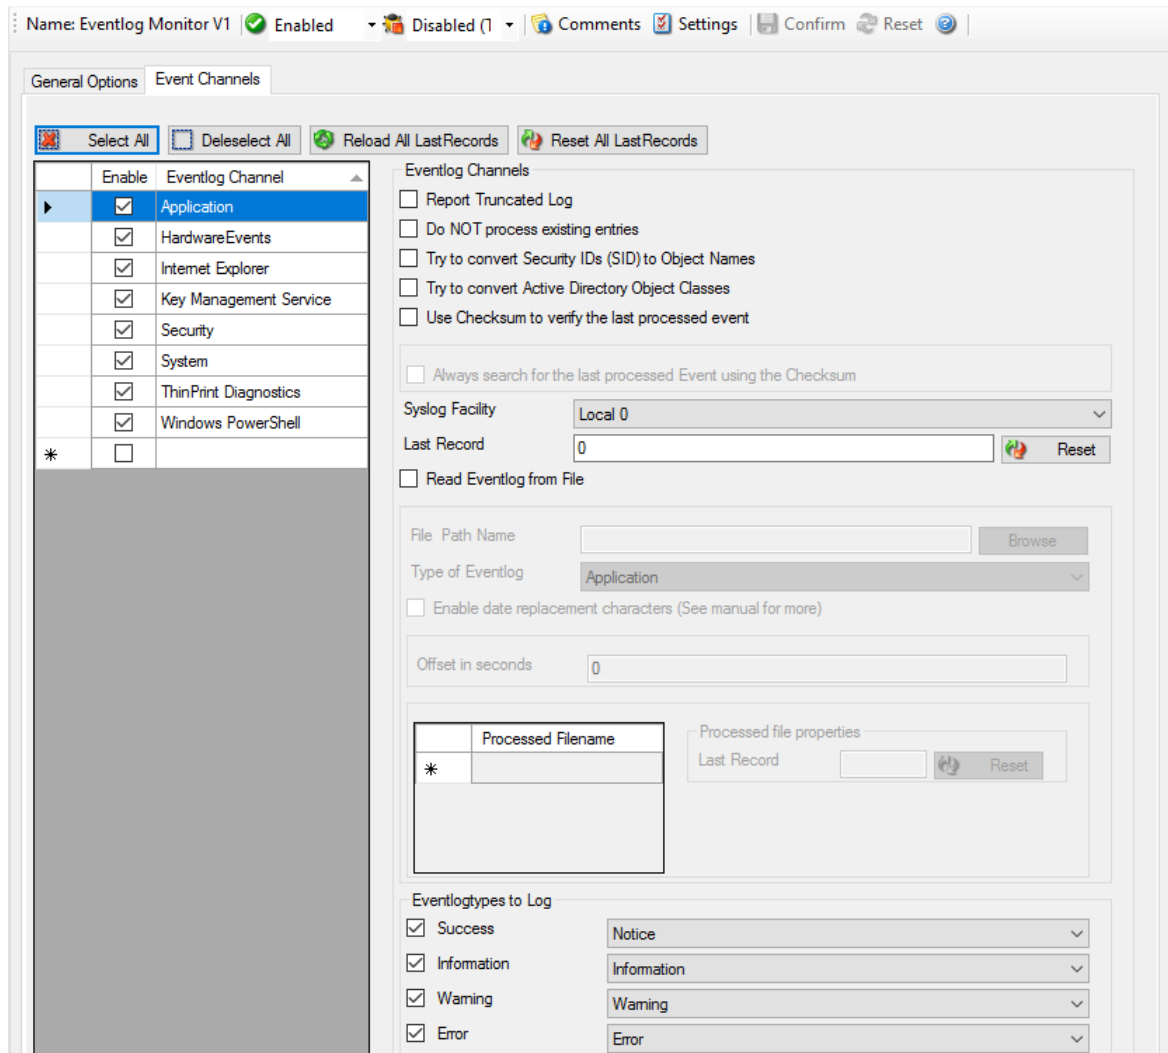 Name: Eventlog Monitor V1 Enabled Disabled (T Comments Settings Confirm Reset
General Options Event Channels
Select All Deleselect All Reload All LastRecords Reset All LastRecords
Enable Eventlog Channel
Application
HardwareEvents
Internet Explorer
Key Management Service
Security
System
ThinPrint Diagnostics
Windows PowerShell
Eventlog Channels
Report Truncated Log
Do NOT process existing entries
Try to convert Security IDs (SID) to Object Names
Try to convert Active Directory Object Classes
Use Checksum to verify the last processed event
Always search for the last processed Event using the Checksum
Syslog Facility Local 0
Last Record 0 Reset
Read Eventlog from File
File Path Name Browse
Type of Eventlog Application
Enable date replacement characters (See manual for more)
Offset in seconds 0
Processed Filename
Processed file properties
Last Record Reset
Eventlogtypes to Log
Success Notice
Information Information
Warning Warning
Error Error